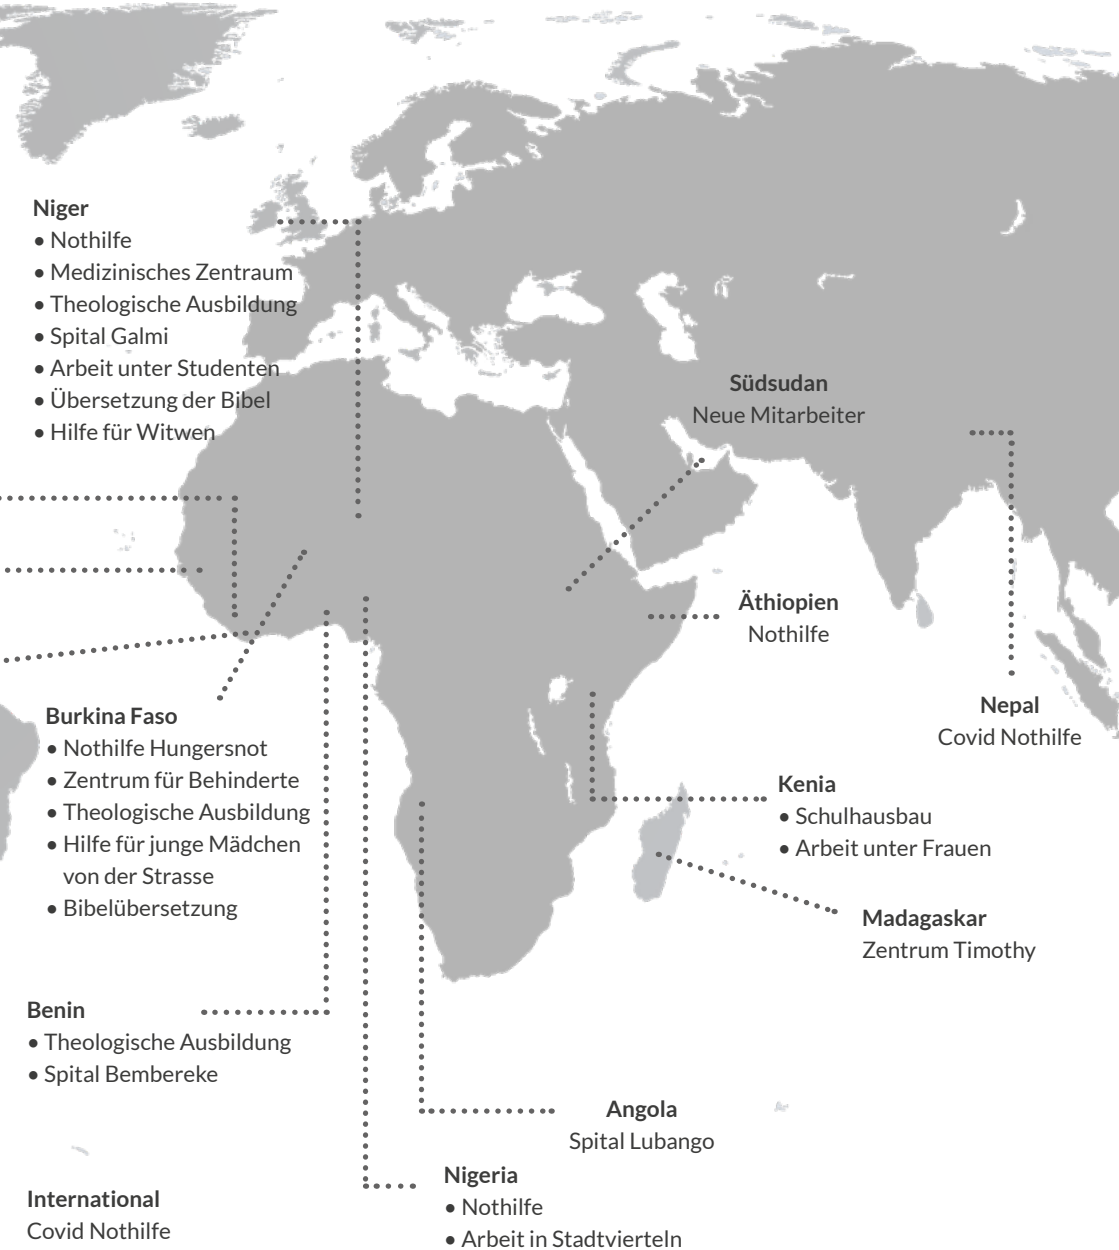 Niger
• Nothilfe
• Medizinisches Zentraum
• Theologische Ausbildung
• Spital Galmi
• Arbeit unter Studenten
• Übersetzung der Bibel
• Hilfe für Witwen
Südsudan
Neue Mitarbeiter
Äthiopien
Nothilfe
Nepal
Covid Nothilfe
Burkina Faso
• Nothilfe Hungersnot
• Zentrum für Behinderte
• Theologische Ausbildung
• Hilfe für junge Mädchen
von der Strasse
• Bibelübersetzung
Kenia
• Schulhausbau
• Arbeit unter Frauen
Madagaskar
Zentrum Timothy
Benin
• Theologische Ausbildung
• Spital Bembereke
Angola
Spital Lubango
Nigeria
• Nothilfe
• Arbeit in Stadtvierteln
International
Covid Nothilfe